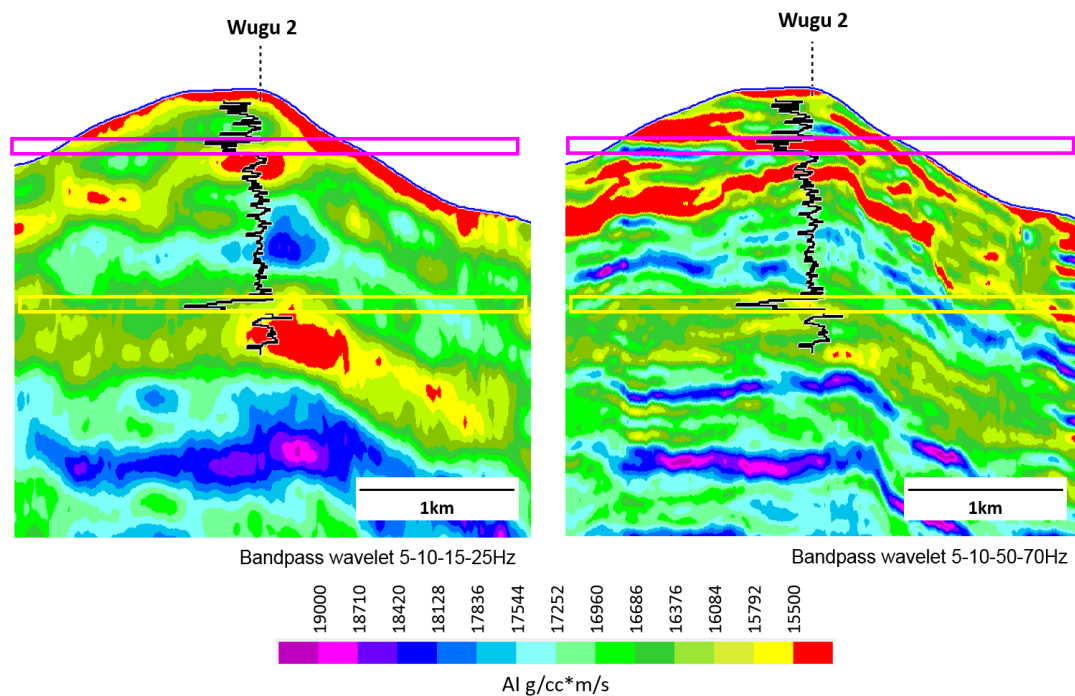 Wugu 2
Wugu 2
1km
1km
Bandpass wavelet 5-10-15-25Hz
Bandpass wavelet 5-10-50-70Hz
19000
18710
18420
18128
17836
17544
17252
16960
16686
16376
16084
15792
15500
AI g/cc*m/s